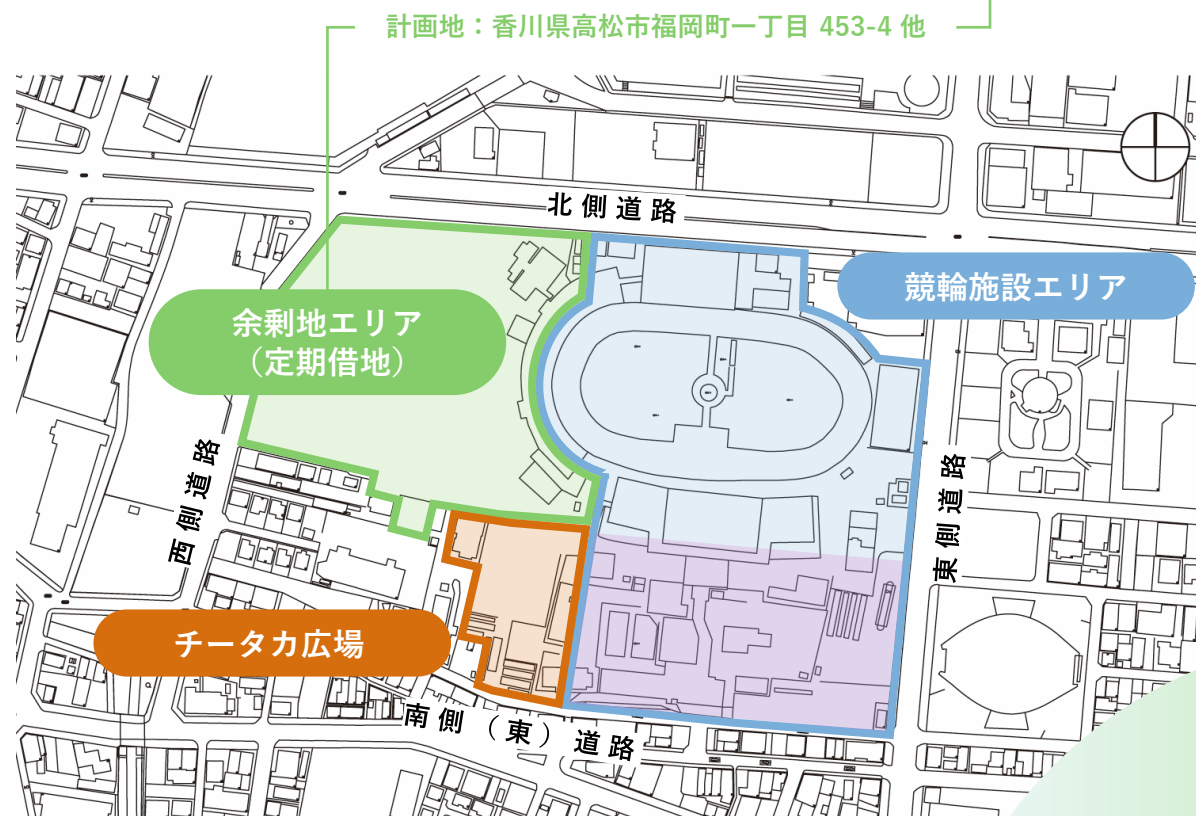 計画地：香川県高松市福岡町一丁目 453-4 他
北側道路
競輪施設エリア
余剰地エリア
（定期借地）
西側道路
東側道路
チータカ広場
南側（東）道路